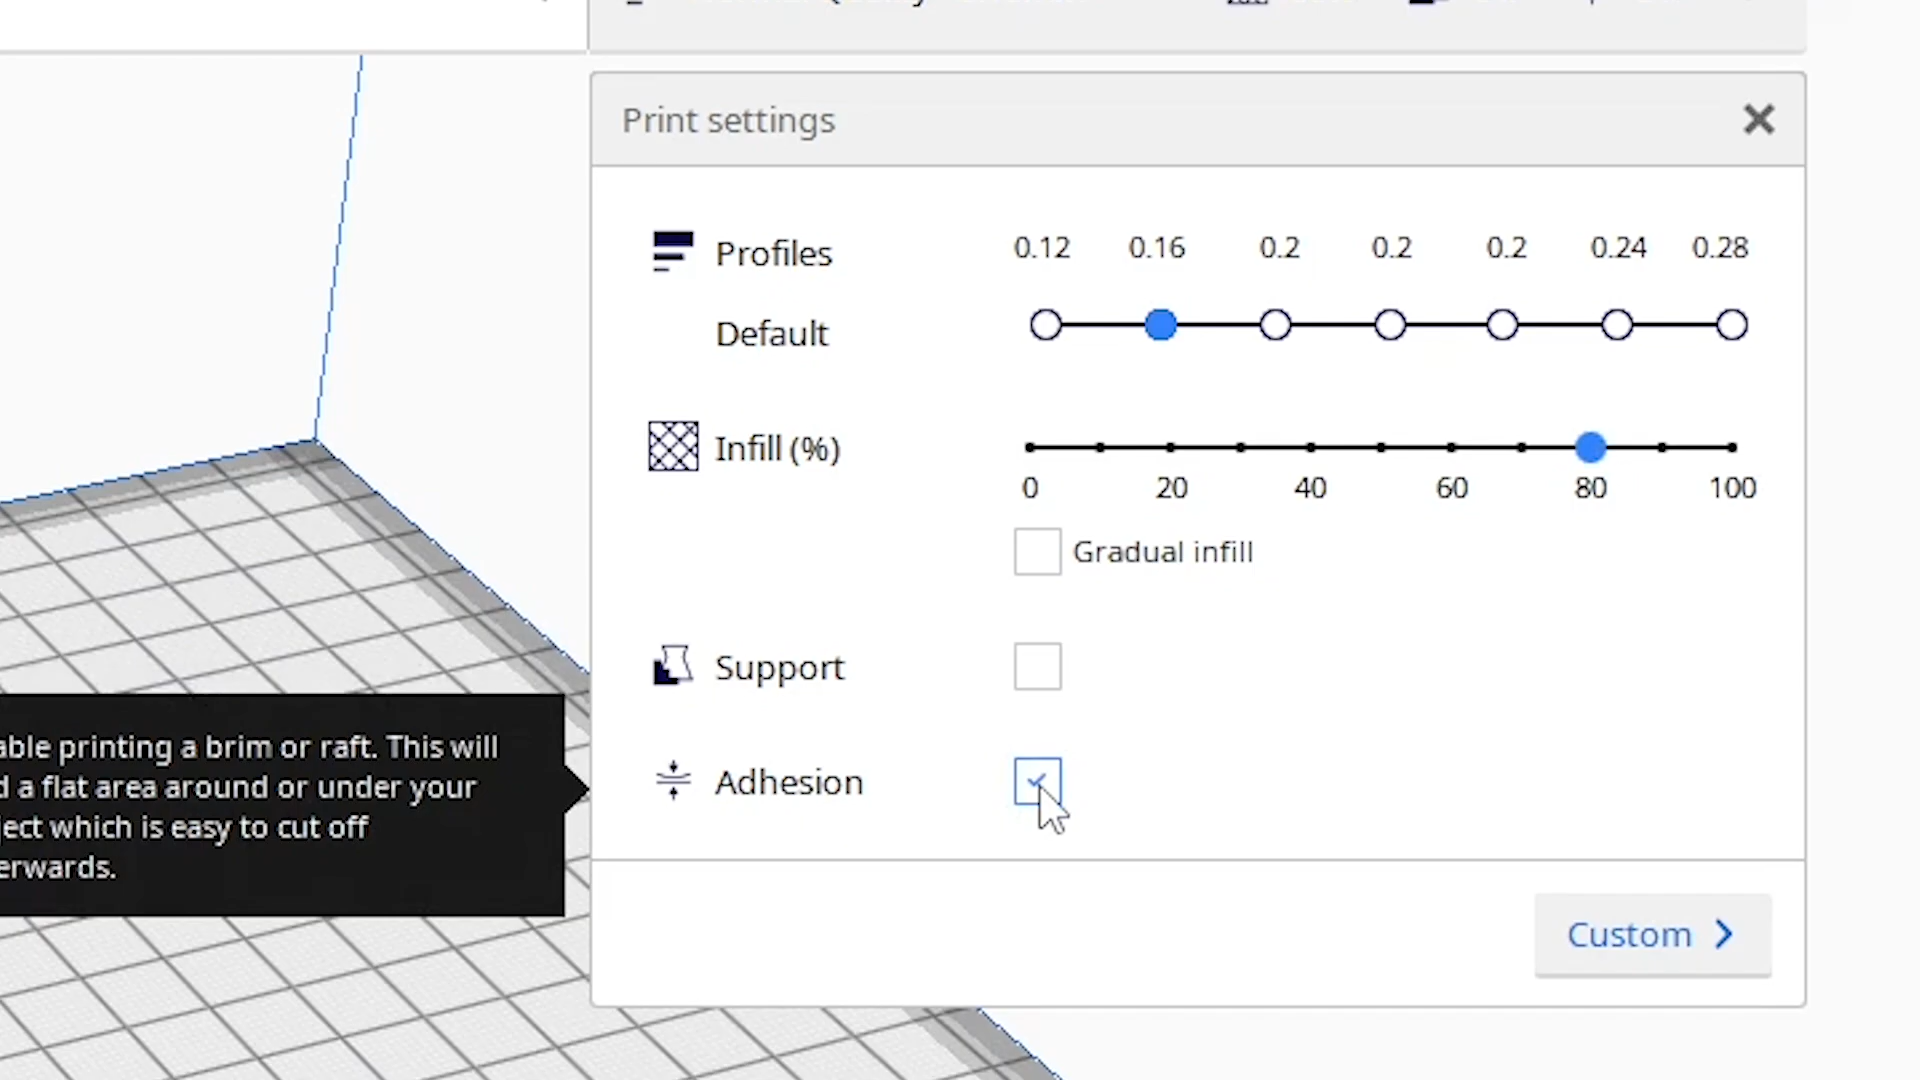 Print settings
Profiles 0.12 0.16 0.2 0.2 0.2 0.24 0.28
Default
Infill (%)
0 20 40 60 80 100
Gradual infill
Support
able printing a brim or raft. This will
d a flat area around or under your
ject which is easy to cut off
erwards.
Adhesion
Custom